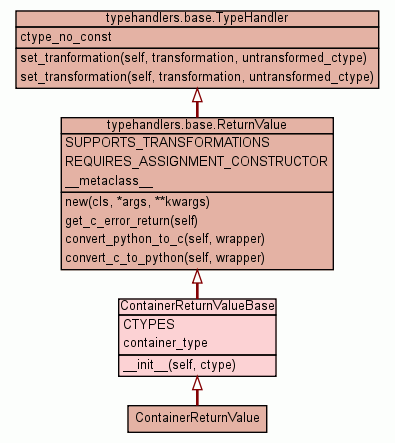 typehandlers.base.TypeHandler
ctype_no_const
set_tranformation(self, transformation, untransformed_ctype)
set_transformation(self, transformation, untransformed_ctype)
typehandlers.base.ReturnValue
SUPPORTS_TRANSFORMATIONS
REQUIRES_ASSIGNMENT_CONSTRUCTOR
__metaclass__
new(cls, *args, **kwargs)
get_c_error_return(self)
convert_python_to_c(self, wrapper)
convert_c_to_python(self, wrapper)
ContainerReturnValueBase
CTYPES
container_type
__init__(self, ctype)
ContainerReturnValue